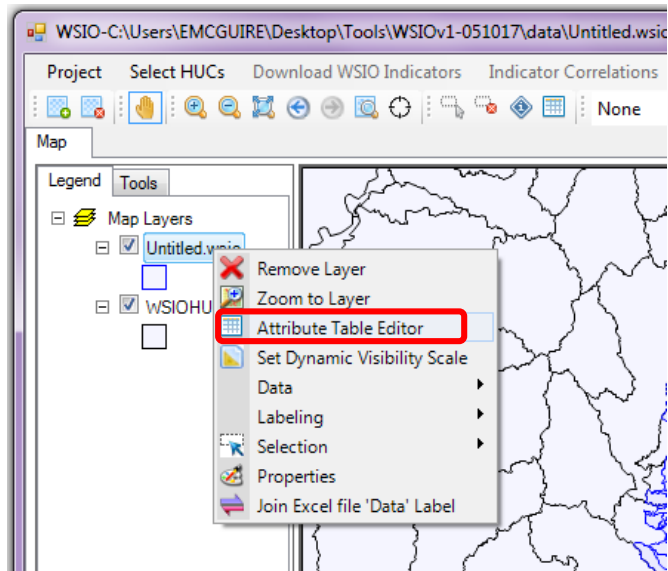 WSIO-C:\Users\EMCGUIRE\Desktop\Tools\WSIOv1-051017\data\Untitled.wsio
Project Select HUCs Download WSIO Indicators Indicator Correlations
None
Map
Legend Tools
Map Layers
Untitled.wsio
Remove Layer
Zoom to Layer
WSIOHU
Attribute Table Editor
Set Dynamic Visibility Scale
Data
Labeling
Selection
Properties
Join Excel file 'Data' Label